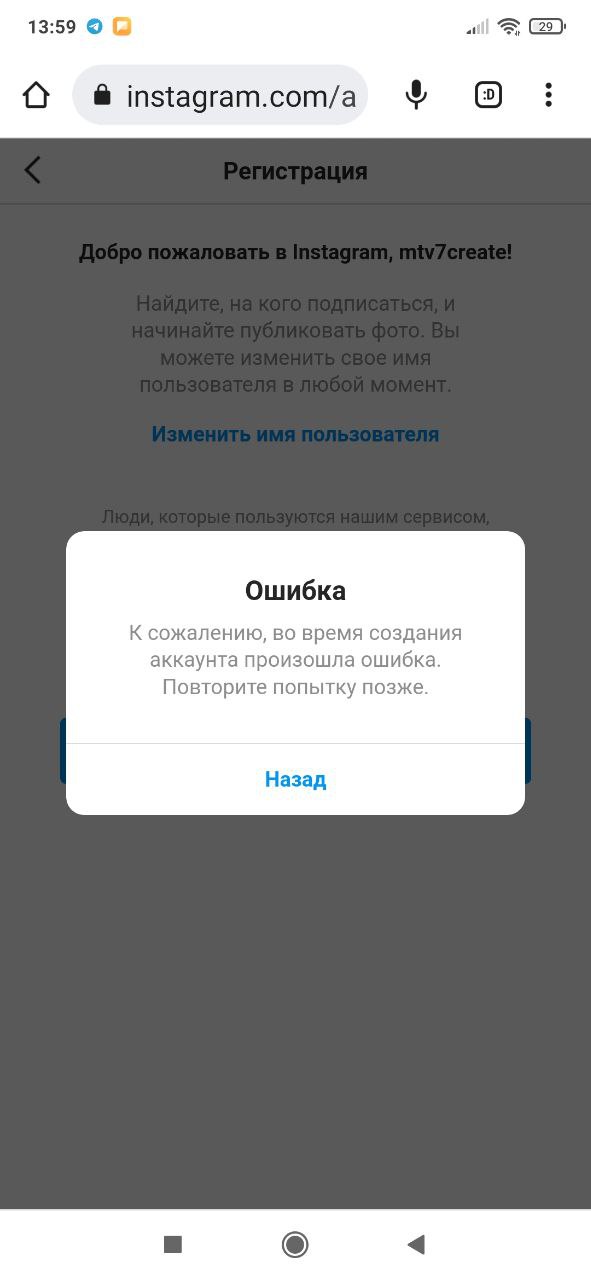 13:59
29
instagram.com/a
:D
Регистрация
Добро пожаловать в Instagram, mtv7create!
Найдите, на кого подписаться, и
начинайте публиковать фото. Вы
можете изменить свое имя
пользователя в любой момент.
Изменить имя пользователя
Люди, которые пользуются нашим сервисом,
Ошибка
К сожалению, во время создания
аккаунта произошла ошибка.
Повторите попытку позже.
Назад